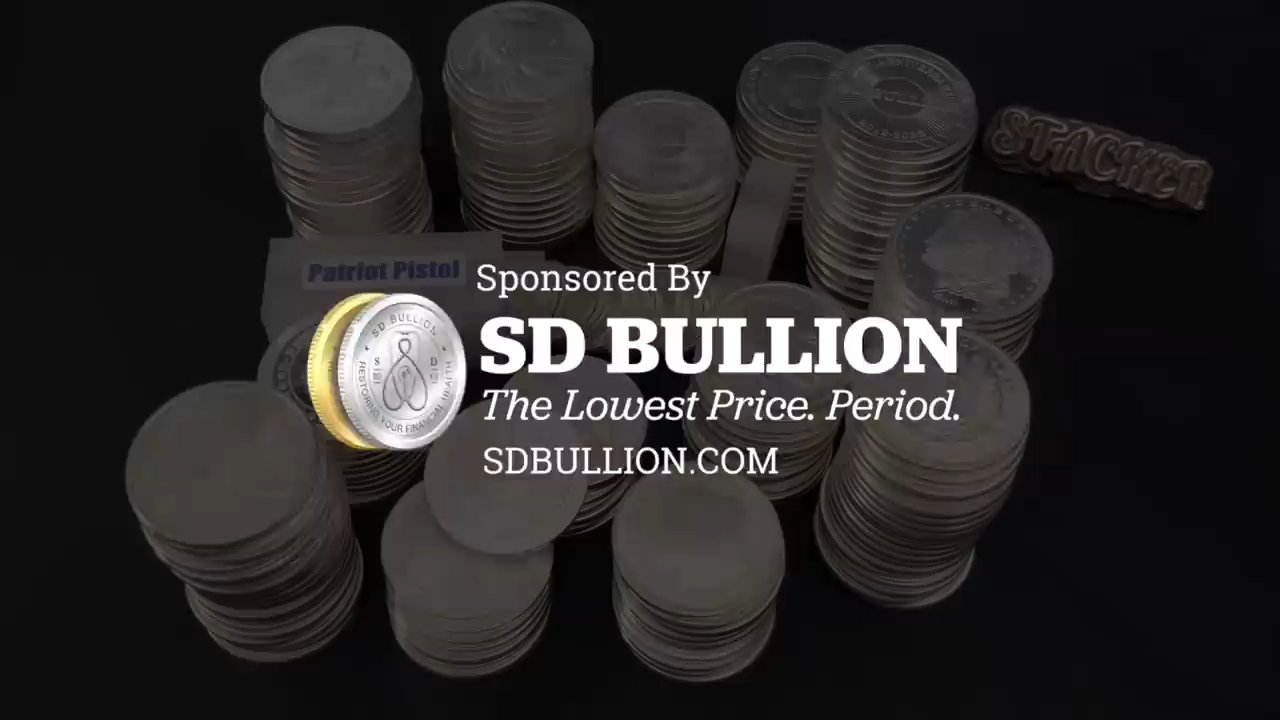 STACKER
Patriot Pistol
Sponsored By
SD BULLION
The Lowest Price. Period.
SDBULLION.COM
SD BULLION
S D
RESTORING YOUR FINANCIAL HEALTH